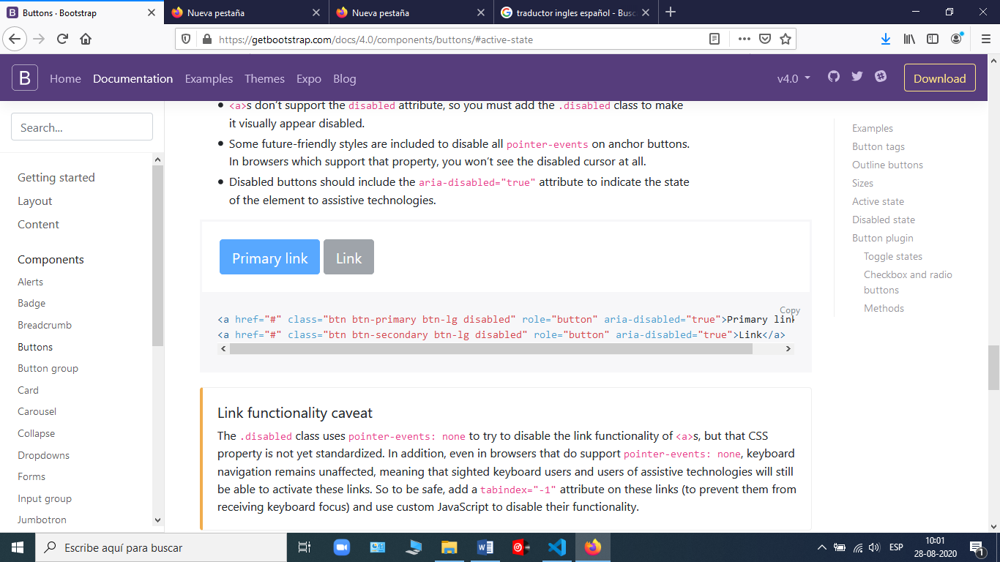 Buttons · Bootstrap
Nueva pestaña
Nueva pestaña
traductor ingles español - Busc
https://getbootstrap.com/docs/4.0/components/buttons/#active-state
B
Home
Documentation
Examples
Themes
Expo
Blog
v4.0
Download
Search...
Getting started
Layout
Content
Components
Alerts
Badge
Breadcrumb
Buttons
Button group
Card
Carousel
Collapse
Dropdowns
Forms
Input group
Jumbotron
<a>s don’t support the disabled attribute, so you must add the .disabled class to make
it visually appear disabled.
Some future-friendly styles are included to disable all pointer-events on anchor buttons.
In browsers which support that property, you won’t see the disabled cursor at all.
Disabled buttons should include the aria-disabled="true" attribute to indicate the state
of the element to assistive technologies.
Primary link
Link
Copy
<a href="#" class="btn btn-primary btn-lg disabled" role="button" aria-disabled="true">Primary link
<a href="#" class="btn btn-secondary btn-lg disabled" role="button" aria-disabled="true">Link</a>
Link functionality caveat
The .disabled class uses pointer-events: none to try to disable the link functionality of <a>s, but that CSS
property is not yet standardized. In addition, even in browsers that do support pointer-events: none, keyboard
navigation remains unaffected, meaning that sighted keyboard users and users of assistive technologies will still
be able to activate these links. So to be safe, add a tabindex="-1" attribute on these links (to prevent them from
receiving keyboard focus) and use custom JavaScript to disable their functionality.
Examples
Button tags
Outline buttons
Sizes
Active state
Disabled state
Button plugin
Toggle states
Checkbox and radio
buttons
Methods
Escribe aquí para buscar
ESP
10:01
28-08-2020
1